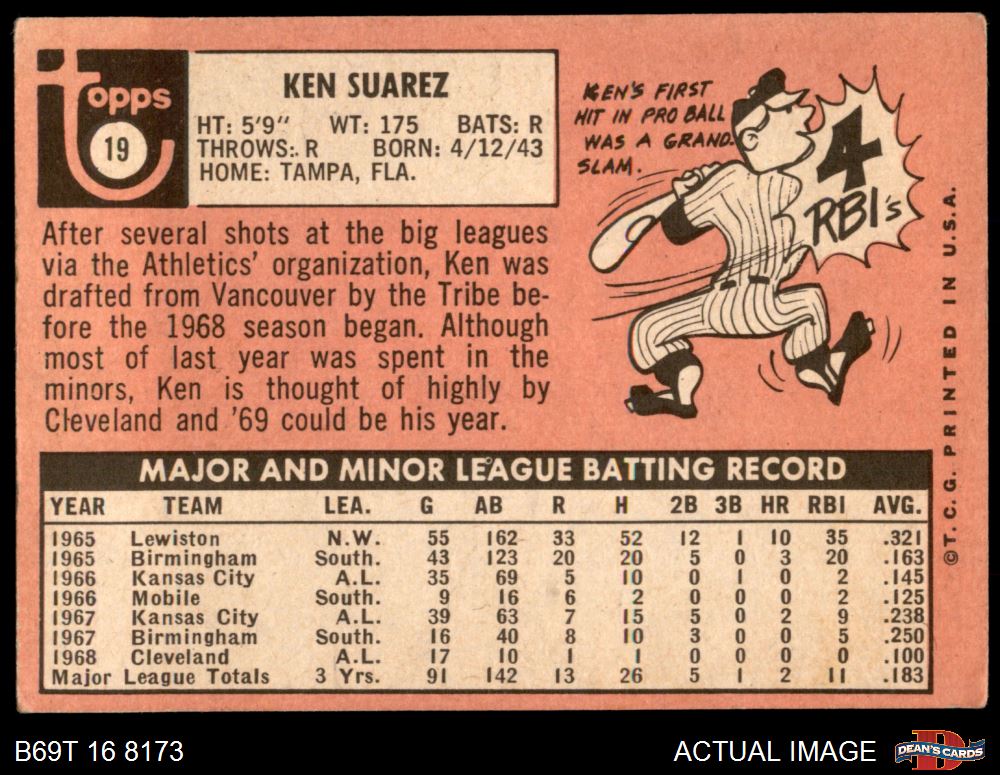 Topps
19
KEN SUAREZ
HT: 5'9" WT: 175 BATS: R
THROWS: R BORN: 4/12/43
HOME: TAMPA, FLA.
After several shots at the big leagues
via the Athletics' organization, Ken was
drafted from Vancouver by the Tribe be-
fore the 1968 season began. Although
most of last year was spent in the
minors, Ken is thought of highly by
Cleveland and '69 could be his year.
KEN'S FIRST
HIT IN PRO BALL
WAS A GRAND
SLAM.
4
RBI's
MAJOR AND MINOR LEAGUE BATTING RECORD
YEAR TEAM LEA. G AB R H 2B 3B HR RBI AVG.
1965 Lewiston N.W. 55 162 33 52 12 1 10 35 .321
1965 Birmingham South. 43 123 20 20 5 0 3 20 .163
1966 Kansas City A.L. 35 69 5 10 0 1 0 2 .145
1966 Mobile South. 9 16 6 2 0 0 0 2 .125
1967 Kansas City A.L. 39 63 7 15 5 0 2 9 .238
1967 Birmingham South. 16 40 8 10 3 0 0 5 .250
1968 Cleveland A.L. 17 10 1 1 0 0 0 0 .100
Major League Totals 3 Yrs. 91 142 13 26 5 1 2 11 .183
©T.C.G. PRINTED IN U.S.A.
B69T 16 8173
ACTUAL IMAGE
D
DEAN'S CARDS